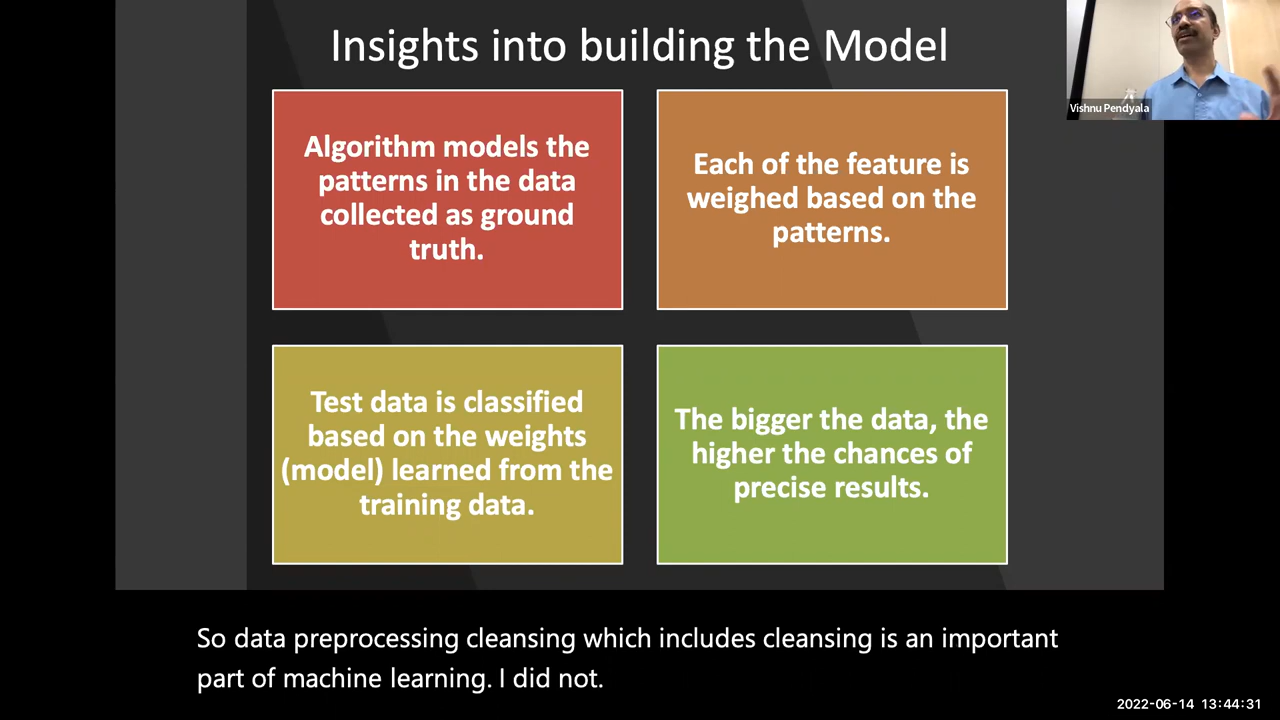 Insights into building the Model
Vishnu Pendyala
Algorithm models the
patterns in the data
collected as ground
truth.
Each of the feature is
weighed based on the
patterns.
Test data is classified
based on the weights
(model) learned from the
training data.
The bigger the data, the
higher the chances of
precise results.
So data preprocessing cleansing which includes cleansing is an important
part of machine learning. I did not.
2022-06-14 13:44:31